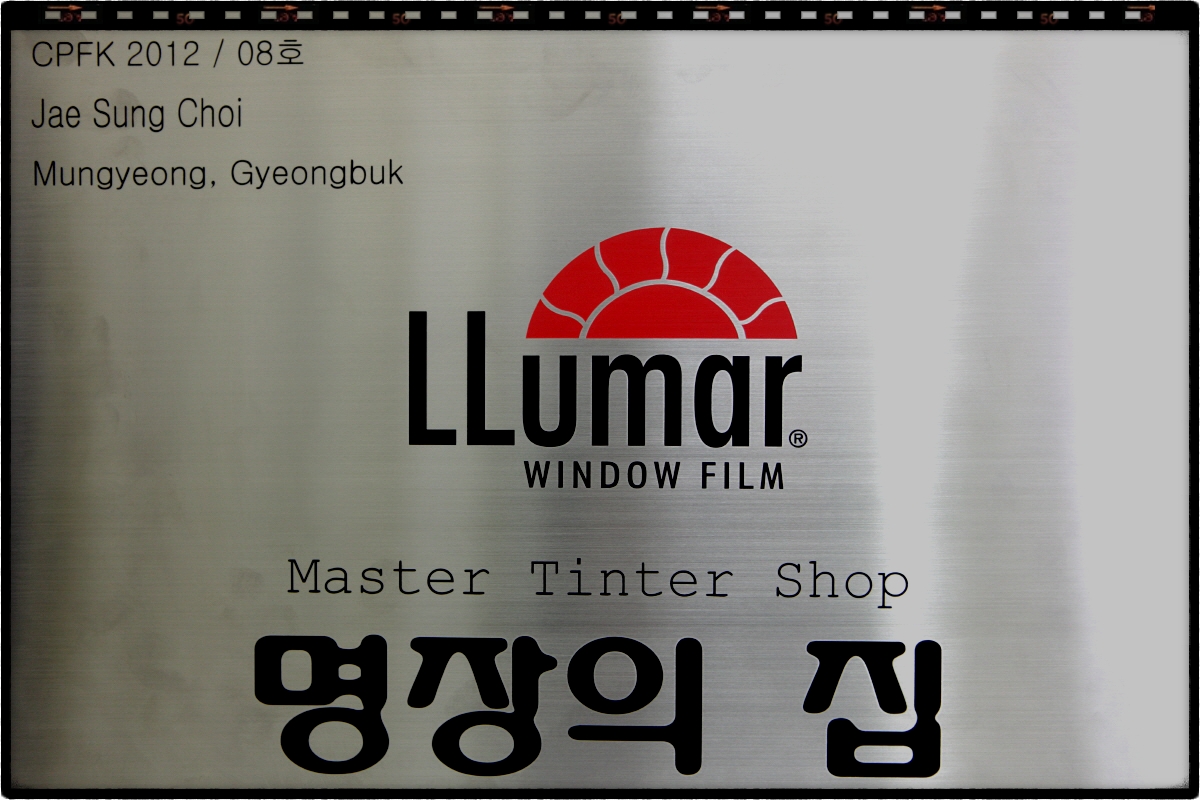 CPFK 2012 / 08호
Jae Sung Choi
Mungyeong, Gyeongbuk
LLumar®
WINDOW FILM
Master Tinter Shop
명장의 집